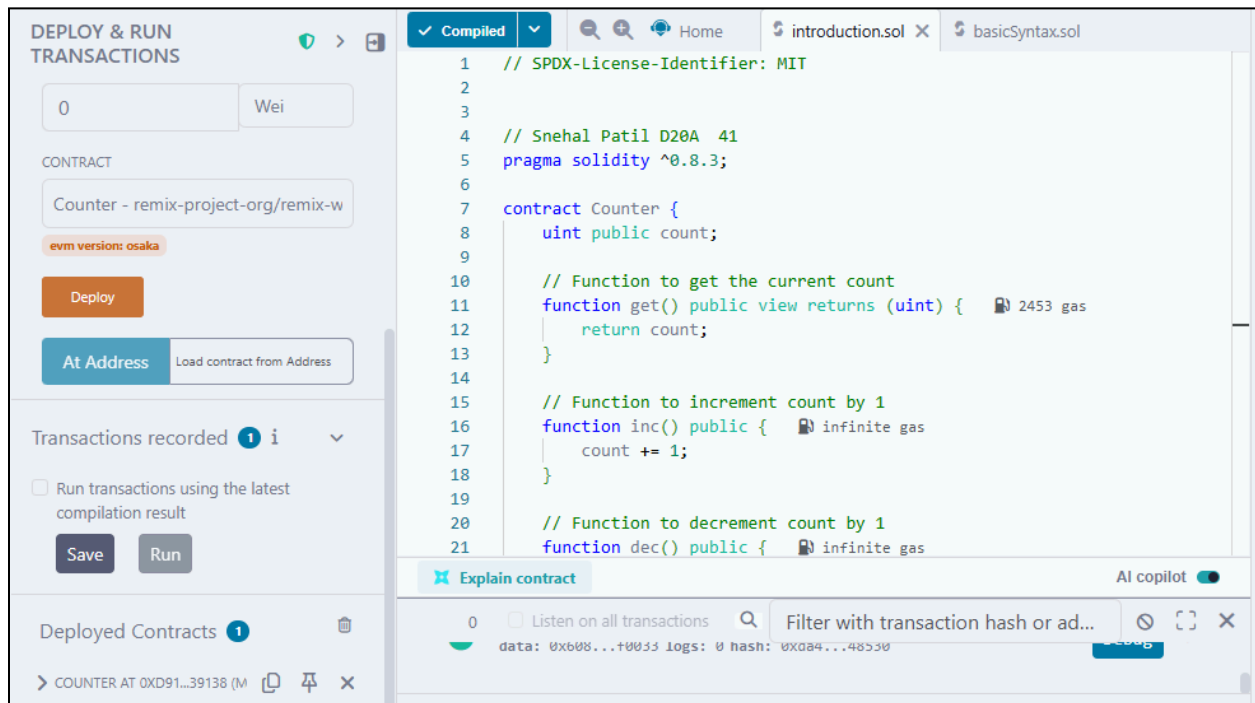 DEPLOY & RUN
TRANSACTIONS
0
Wei
CONTRACT
Counter - remix-project-org/remix-w
evm version: osaka
Deploy
At Address
Load contract from Address
Transactions recorded 1 i
Run transactions using the latest
compilation result
Save
Run
Deployed Contracts 1
COUNTER AT 0XD91...39138 (M
Compiled
Home
introduction.sol
basicSyntax.sol
1 // SPDX-License-Identifier: MIT
2
3
4 // Snehal Patil D20A  41
5 pragma solidity ^0.8.3;
6
7 contract Counter {
8 uint public count;
9
10 // Function to get the current count
11 function get() public view returns (uint) { 2453 gas
12 return count;
13 }
14
15 // Function to increment count by 1
16 function inc() public { infinite gas
17 count += 1;
18 }
19
20 // Function to decrement count by 1
21 function dec() public { infinite gas
Explain contract
AI copilot
0
Listen on all transactions
Filter with transaction hash or ad...
data: 0x608...f0033 logs: 0 hash: 0xda4...48530
Debug